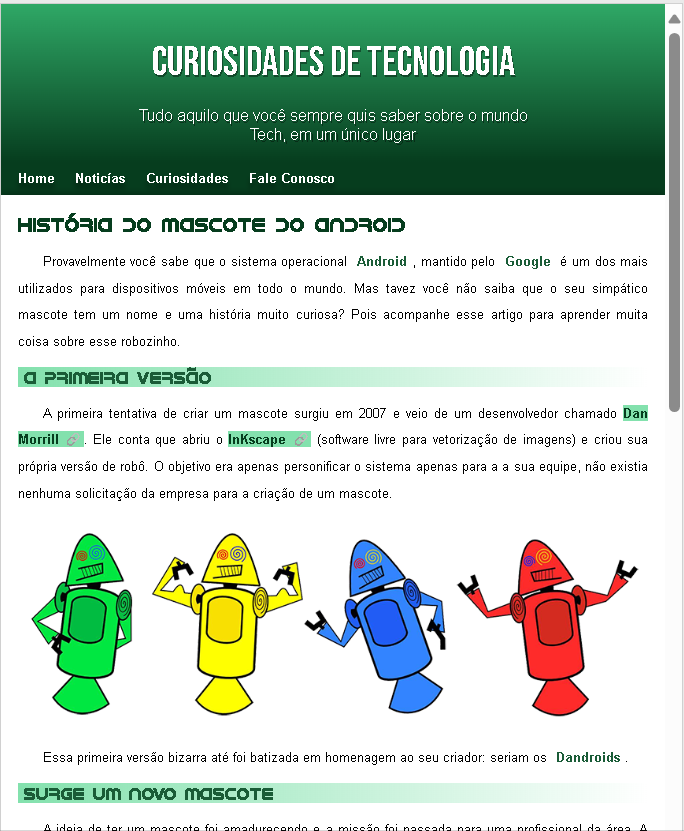 CURIOSIDADES DE TECNOLOGIA
Tudo aquilo que você sempre quis saber sobre o mundo
Tech, em um único lugar
Home Noticías Curiosidades Fale Conosco
História do Mascote do Android
Provavelmente você sabe que o sistema operacional Android , mantido pelo Google é um dos mais
utilizados para dispositivos móveis em todo o mundo. Mas tavez você não saiba que o seu simpático
mascote tem um nome e uma história muito curiosa? Pois acompanhe esse artigo para aprender muita
coisa sobre esse robozinho.
A primeira versão
A primeira tentativa de criar um mascote surgiu em 2007 e veio de um desenvolvedor chamado Dan
Morrill . Ele conta que abriu o InKscape (software livre para vetorização de imagens) e criou sua
própria versão de robô. O objetivo era apenas personificar o sistema apenas para a a sua equipe, não existia
nenhuma solicitação da empresa para a criação de um mascote.
Essa primeira versão bizarra até foi batizada em homenagem ao seu criador: seriam os Dandroids .
Surge um novo mascote
A ideia de ter um mascote foi amadurecendo e a missão foi passada para uma profissional da área. A